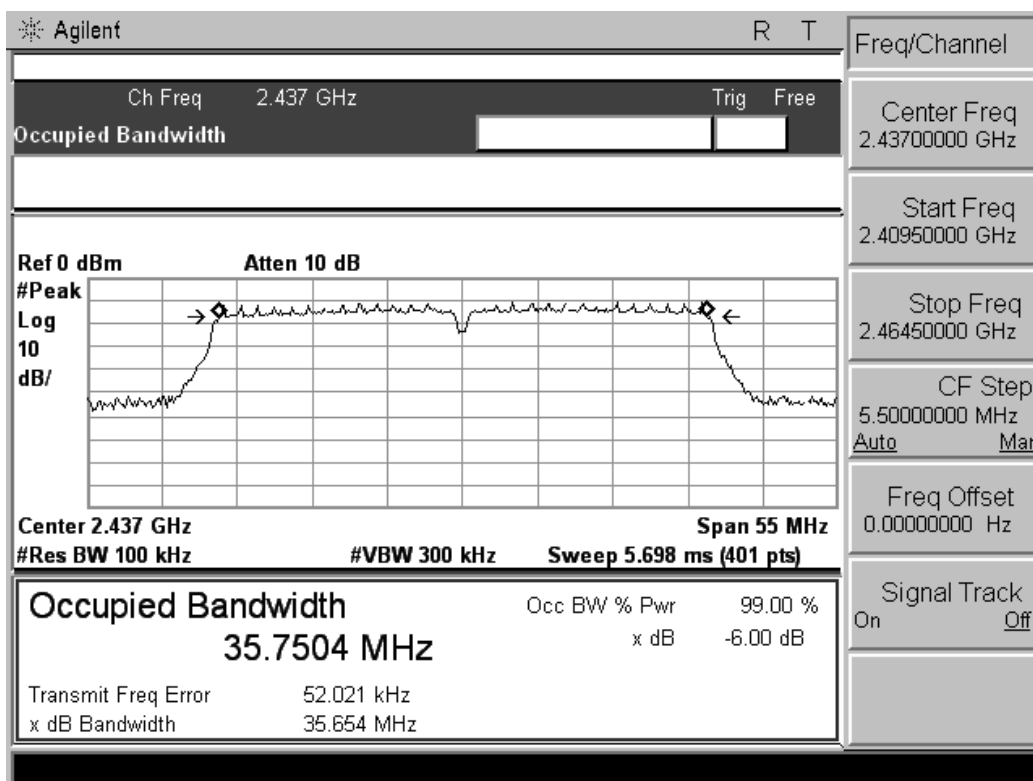 Agilent R T
Ch Freq 2.437 GHz Trig Free
Occupied Bandwidth
Ref 0 dBm Atten 10 dB
#Peak
Log
10
dB/
Center 2.437 GHz Span 55 MHz
#Res BW 100 kHz #VBW 300 kHz Sweep 5.698 ms (401 pts)
Occupied Bandwidth Occ BW % Pwr 99.00 %
35.7504 MHz x dB -6.00 dB
Transmit Freq Error 52.021 kHz
x dB Bandwidth 35.654 MHz
Freq/Channel
Center Freq
2.43700000 GHz
Start Freq
2.40950000 GHz
Stop Freq
2.46450000 GHz
CF Step
5.50000000 MHz
Auto Man
Freq Offset
0.00000000 Hz
Signal Track
On Off